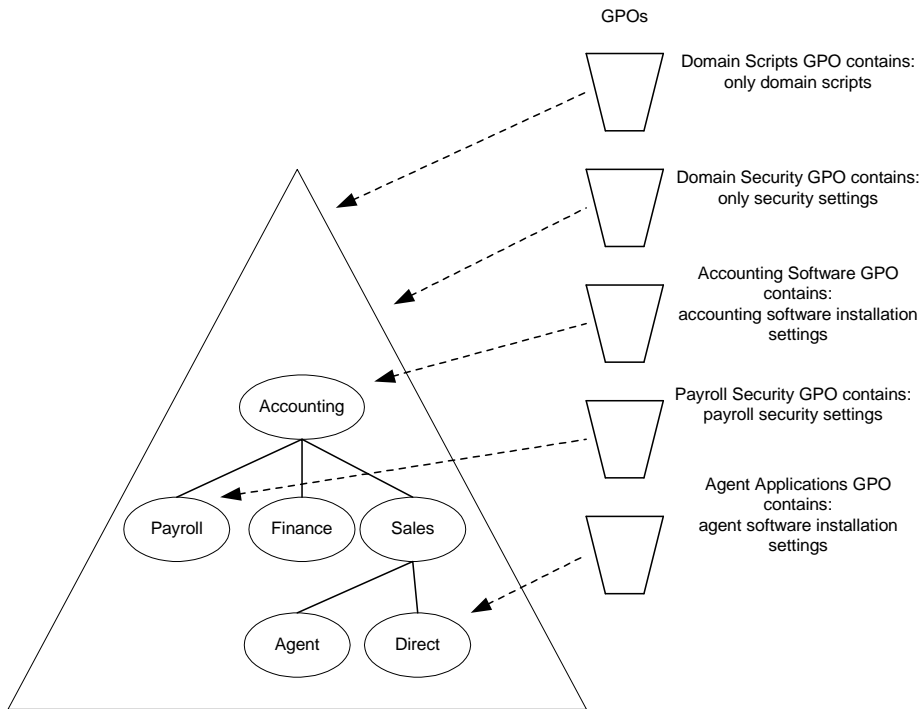 GPOs
Domain Scripts GPO contains:
only domain scripts
Domain Security GPO contains:
only security settings
Accounting Software GPO
contains:
accounting software installation
settings
Payroll Security GPO contains:
payroll security settings
Agent Applications GPO
contains:
agent software installation
settings
Accounting
Payroll
Finance
Sales
Agent
Direct